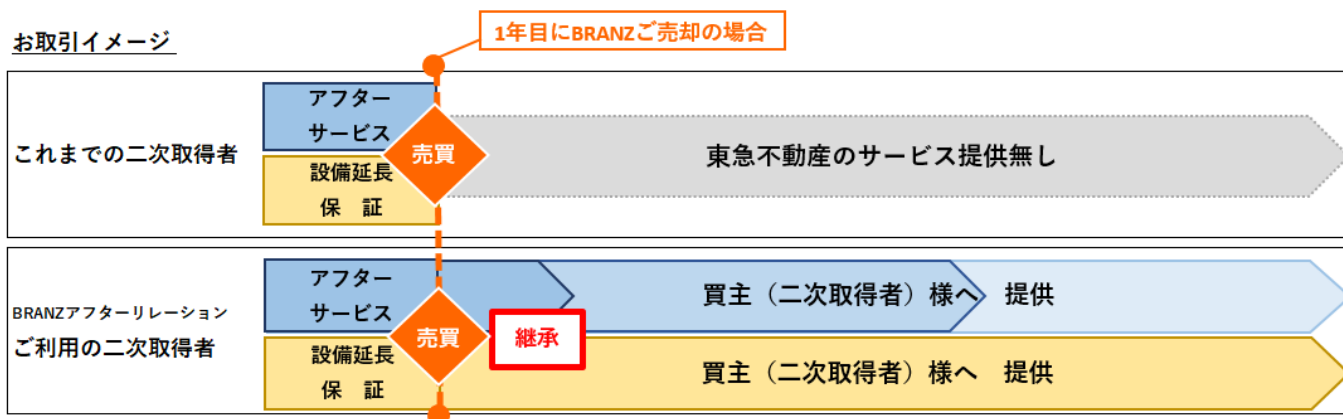 お取引イメージ
1年目にBRANZご売却の場合
これまでの二次取得者
アフター
サービス
設備延長
保 証
売買
東急不動産のサービス提供無し
BRANZアフターリレーション
ご利用の二次取得者
アフター
サービス
設備延長
保 証
売買
継承
買主(二次取得者)様へ 提供
買主(二次取得者)様へ 提供